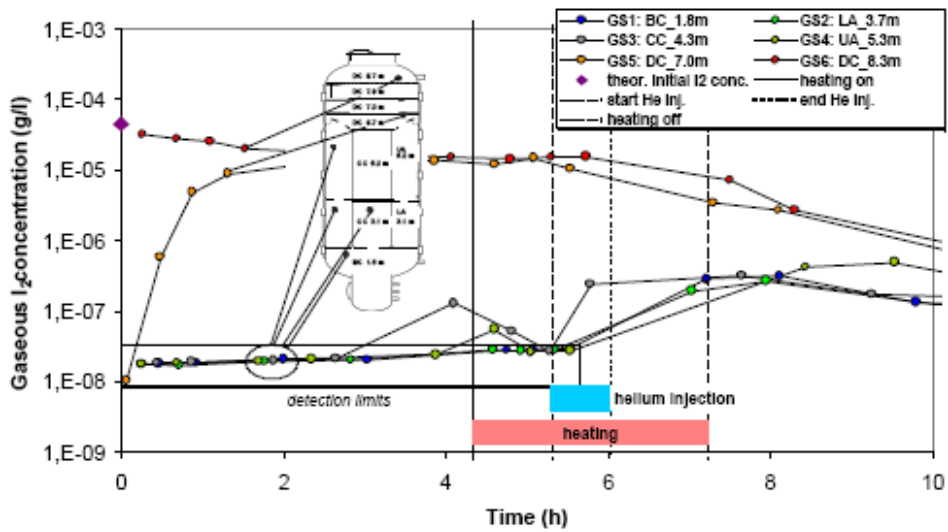 GS1: BC_1.8m
GS2: LA_3.7m
GS3: CC_4.3m
GS4: UA_5.3m
GS5: DC_7.0m
GS6: DC_8.3m
theor. Initial I2 conc.
heating on
start He Inj.
end He Inj.
heating off
1,E-03
1,E-04
1,E-05
1,E-06
1,E-07
1,E-08
1,E-09
Gaseous I2concentration (g/l)
LA
detection limits
helium Injection
heating
0
2
4
6
8
10
Time (h)